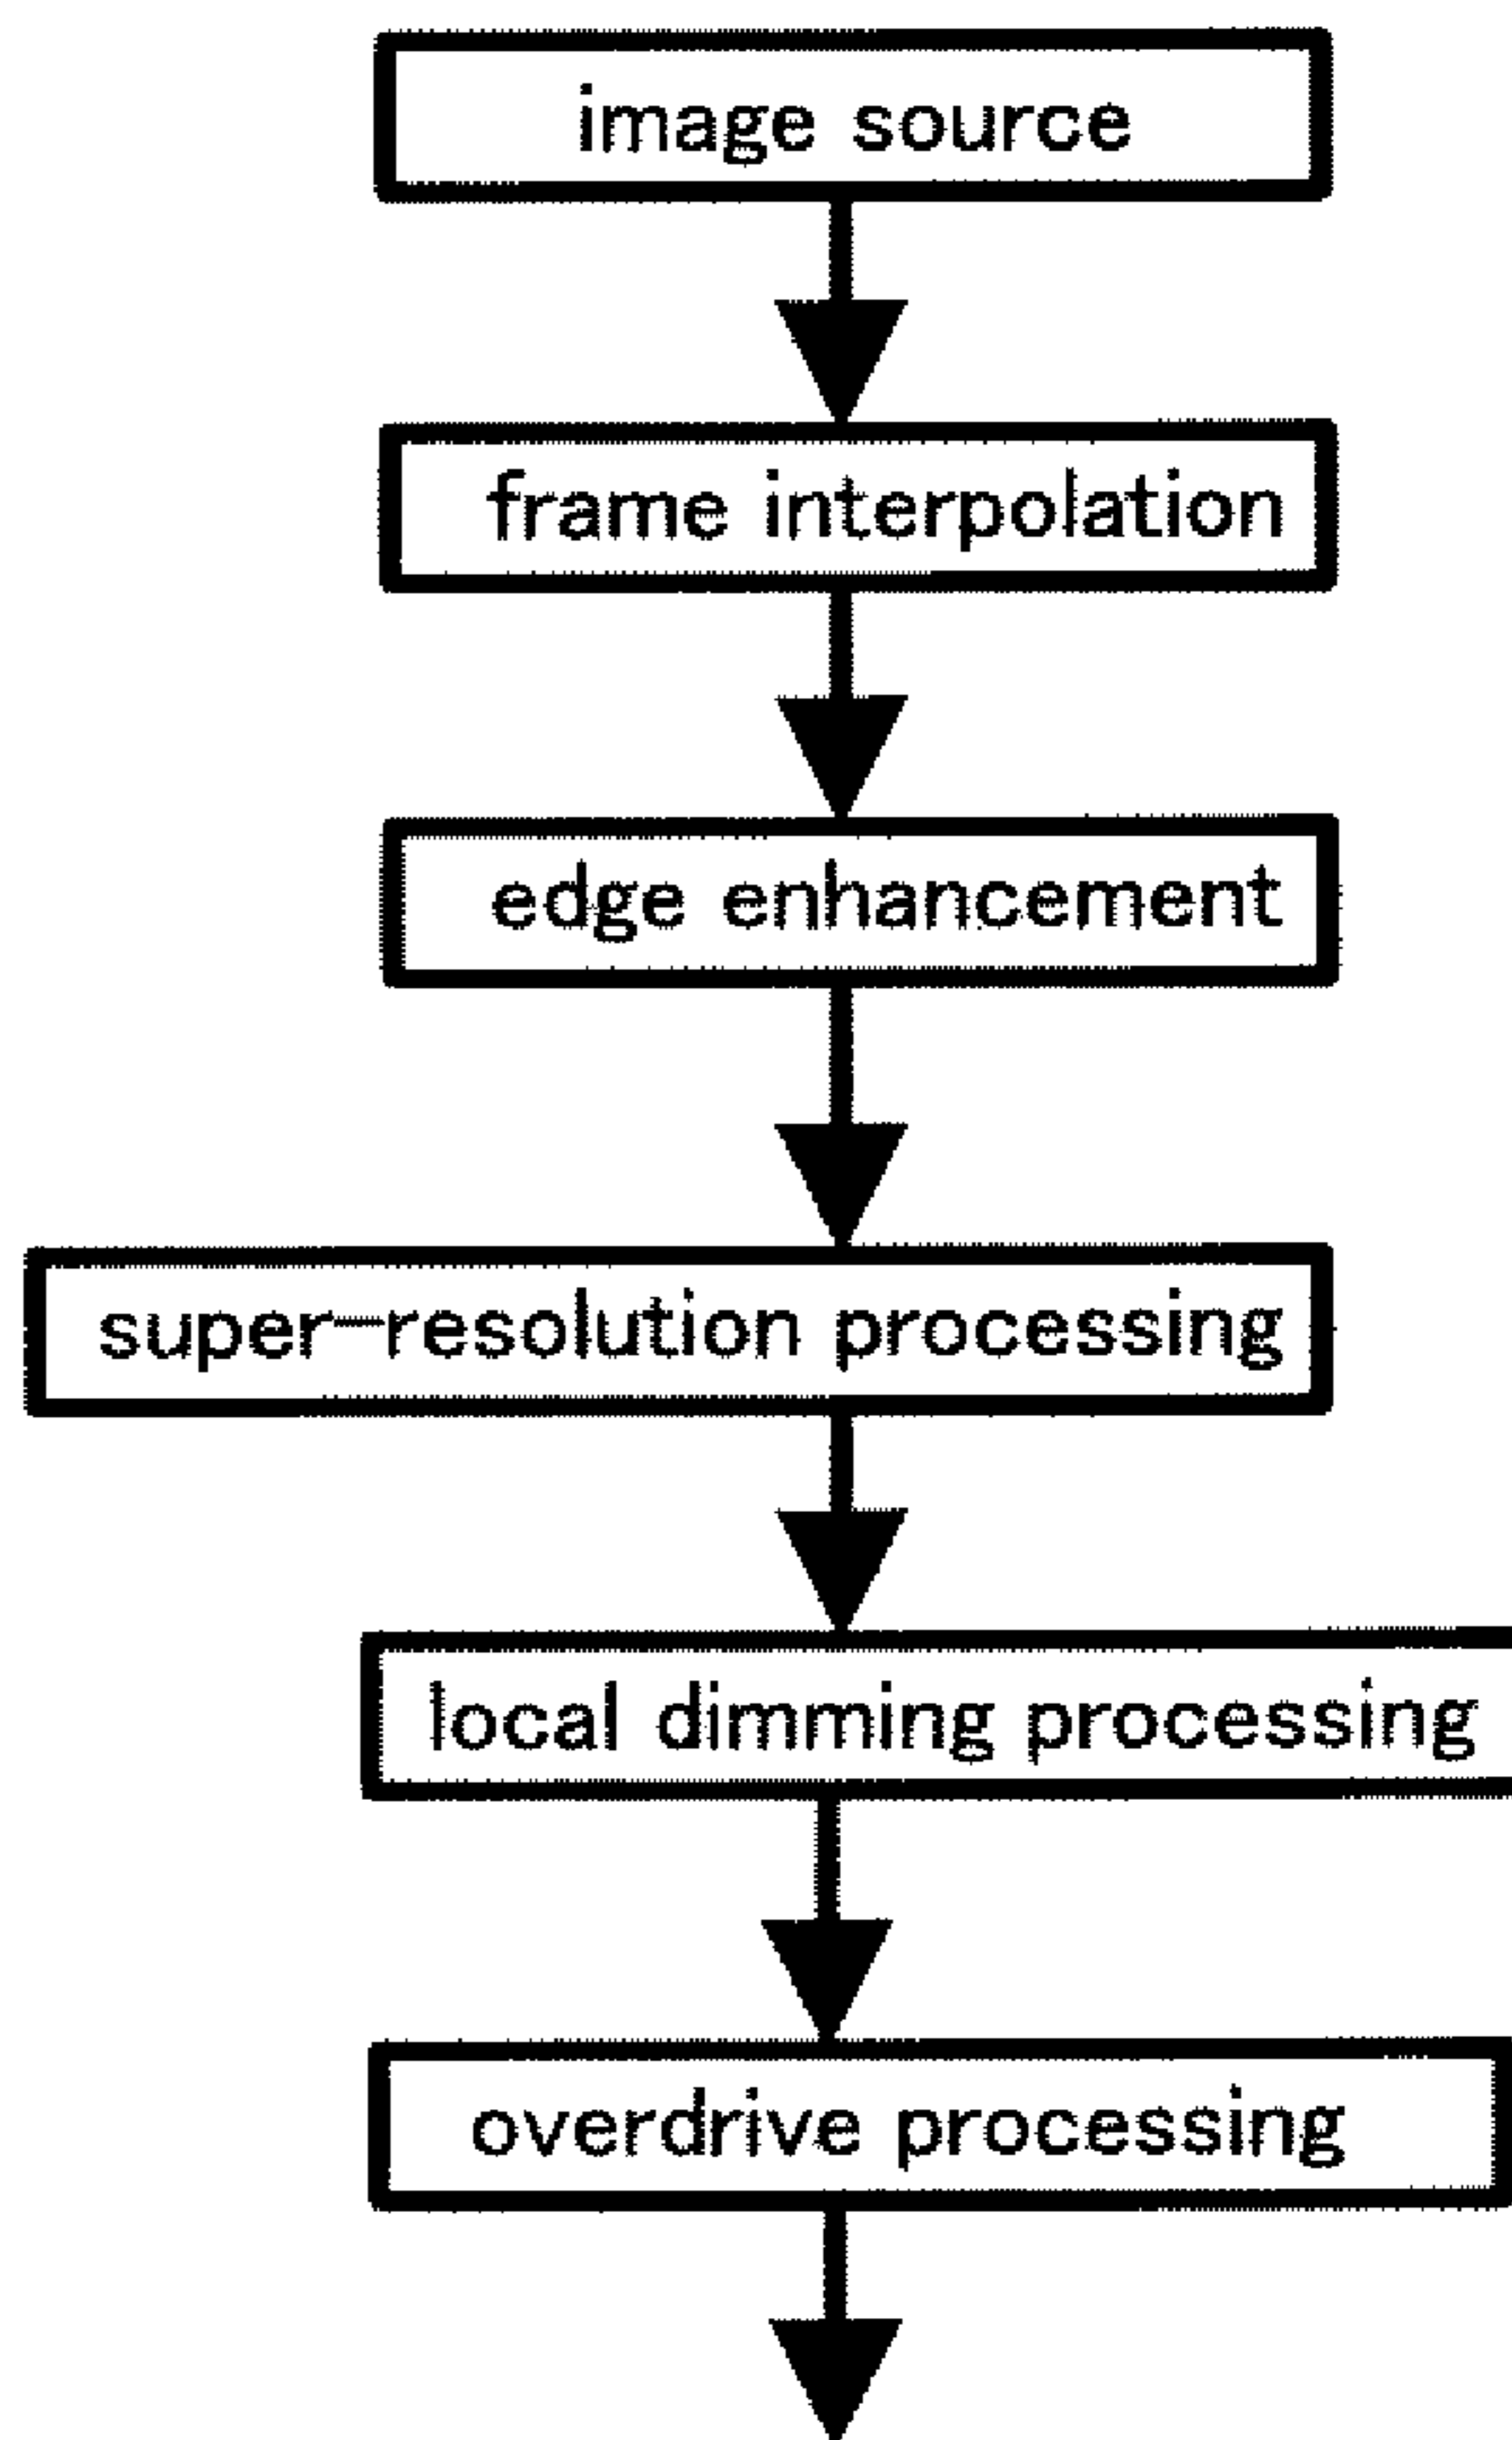 image source
frame interpolation
edge enhancement
super-resolution processing
local dimming processing
overdrive processing